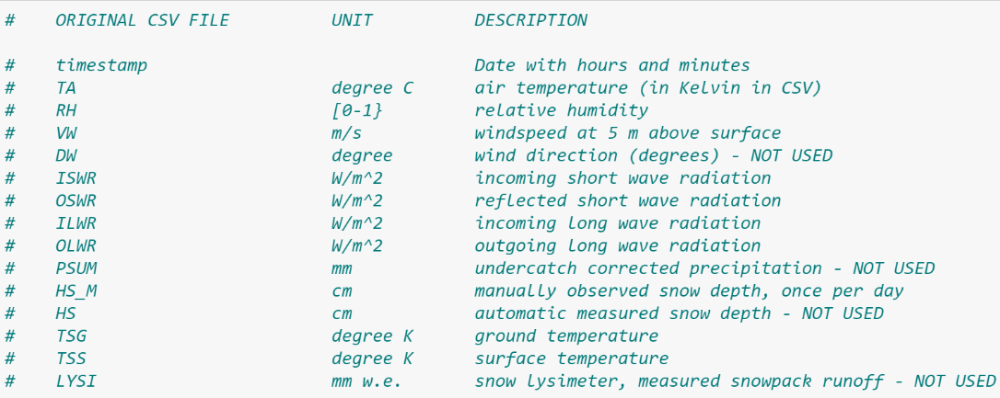 # ORIGINAL CSV FILE UNIT DESCRIPTION
# timestamp Date with hours and minutes
# TA degree C air temperature (in Kelvin in CSV)
# RH [0-1} relative humidity
# VW m/s windspeed at 5 m above surface
# DW degree wind direction (degrees) - NOT USED
# ISWR W/m^2 incoming short wave radiation
# OSWR W/m^2 reflected short wave radiation
# ILWR W/m^2 incoming long wave radiation
# OLWR W/m^2 outgoing long wave radiation
# PSUM mm undercatch corrected precipitation - NOT USED
# HS_M cm manually observed snow depth, once per day
# HS cm automatic measured snow depth - NOT USED
# TSG degree K ground temperature
# TSS degree K surface temperature
# LYSI mm w.e. snow lysimeter, measured snowpack runoff - NOT USED